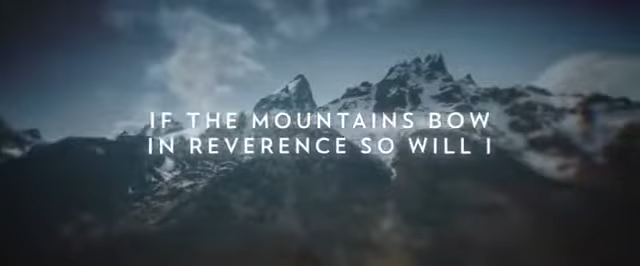 IF THE MOUNTAINS BOW
IN REVERENCE SO WILL I